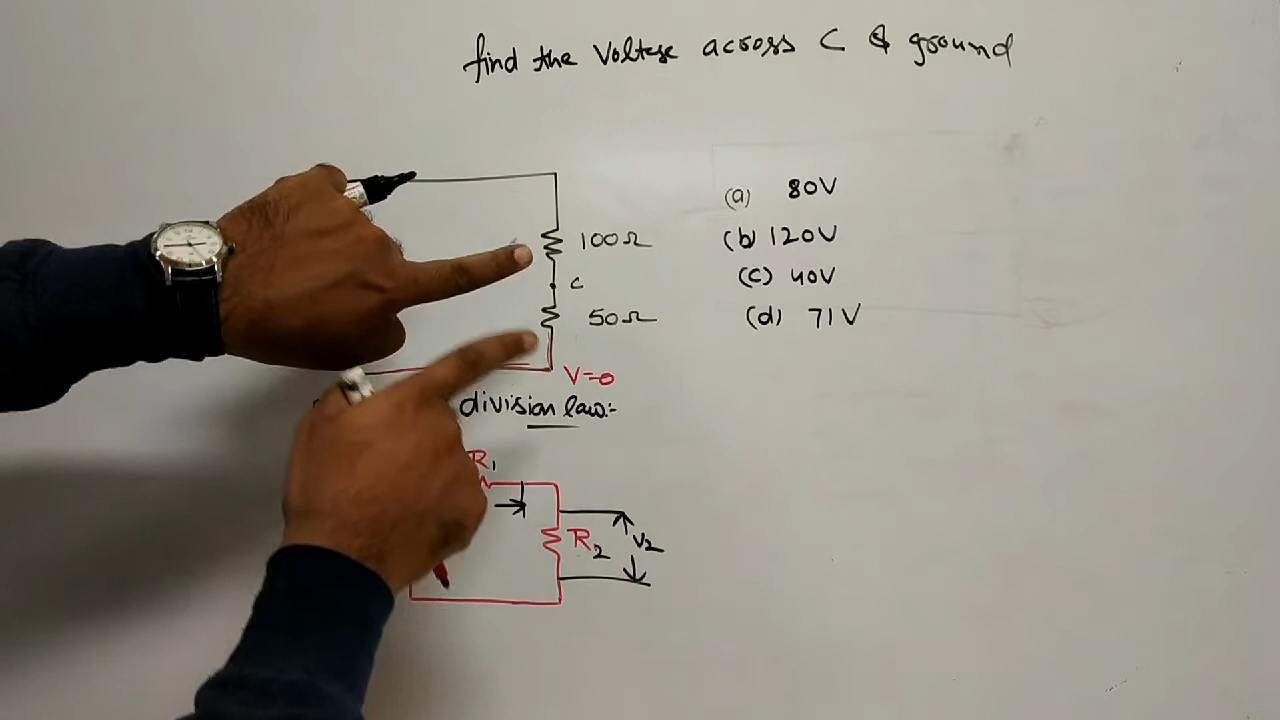 find the Voltage across C & ground
(a) 80V
100Ω
(b) 120V
C
(c) 40V
50Ω
(d) 71V
V=0
division law:-
R1
R2
V2